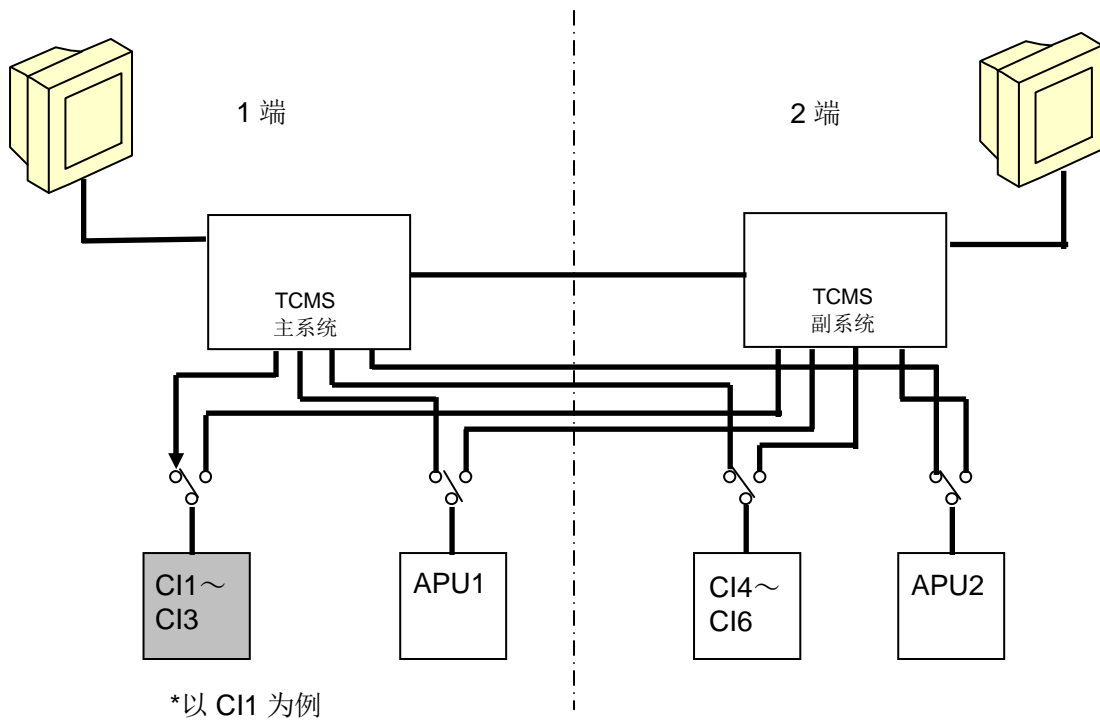 1 端
2 端
TCMS
主系统
TCMS
副系统
CI1～
CI3
APU1
CI4～
CI6
APU2
*以 CI1 为例